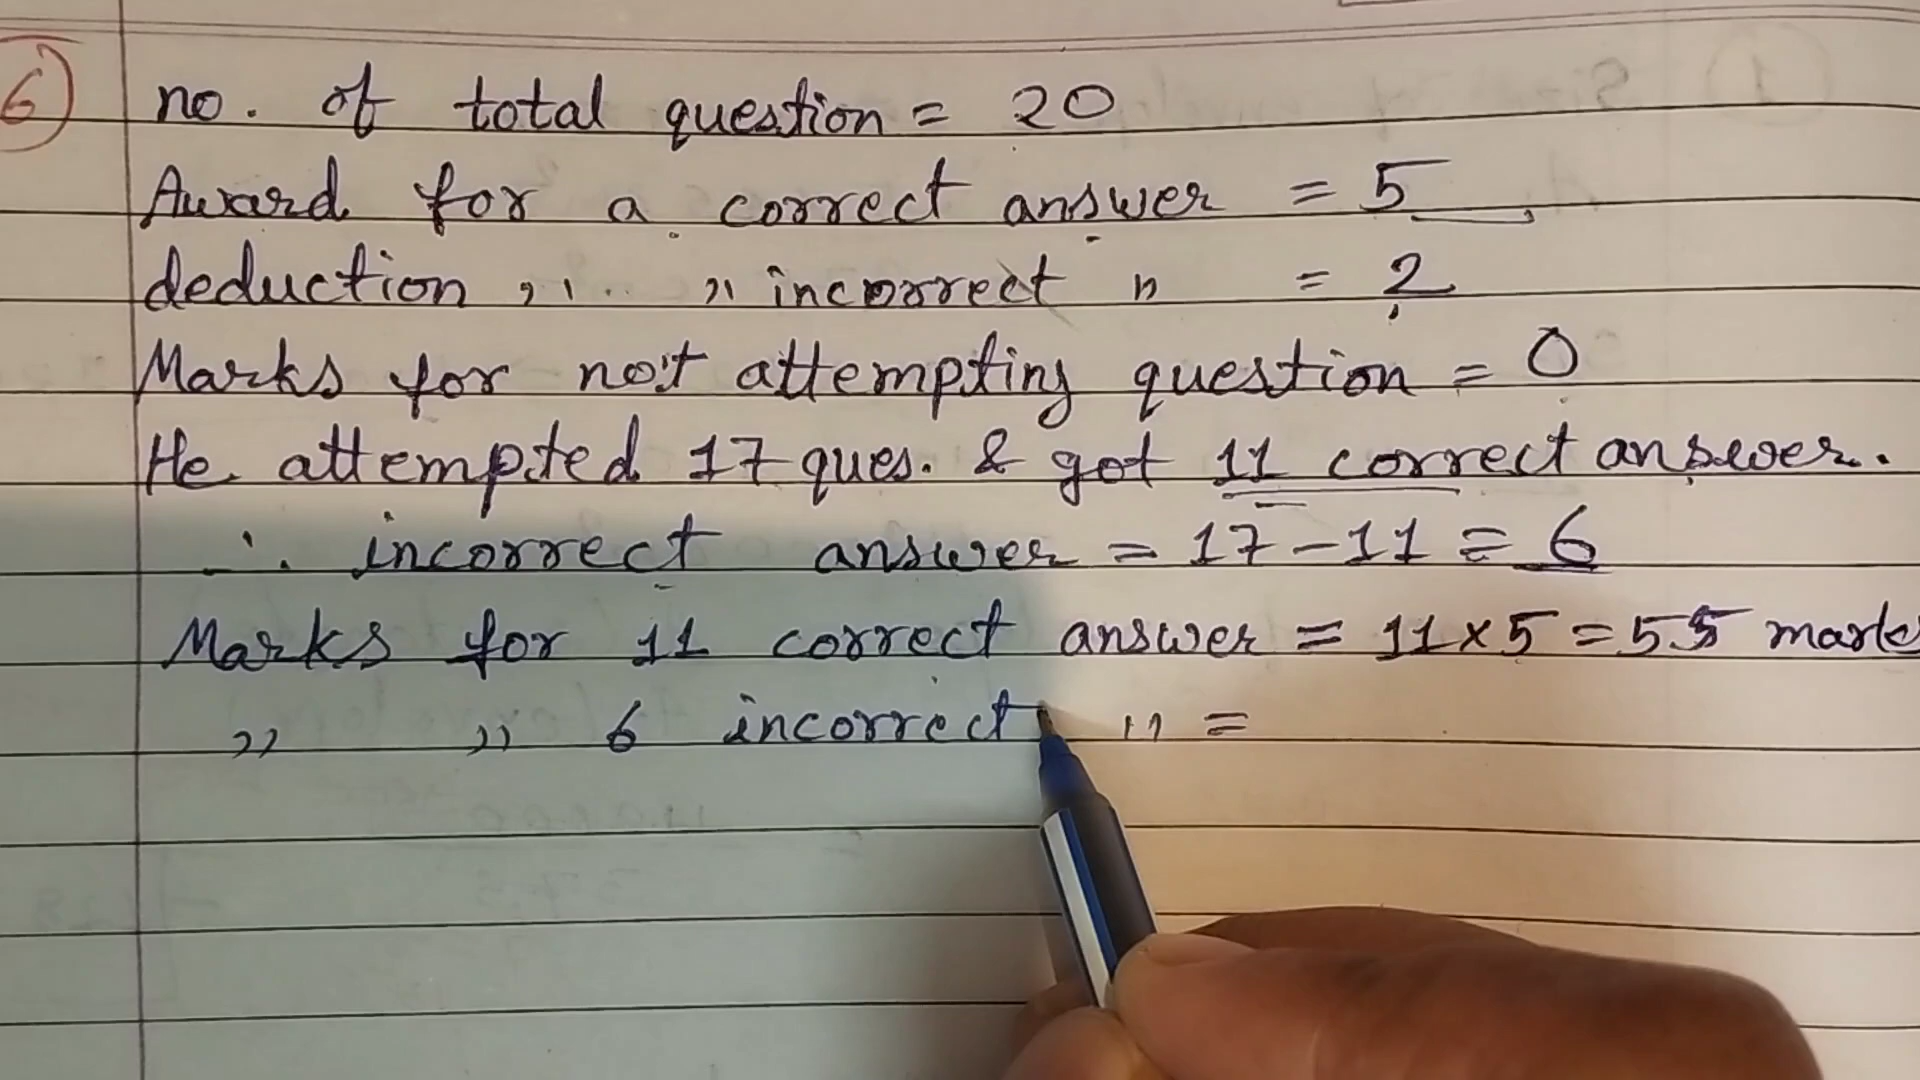 6 no. of total question = 20
Award for a correct answer = 5
deduction ,, ,, incorrect ,, = 2
Marks for not attempting question = 0
He attempted 17 ques. & got 11 correct answer.
∴ incorrect answer = 17 - 11 = 6
Marks for 11 correct answer = 11 × 5 = 55 marks
,, ,, 6 incorrect ,, =